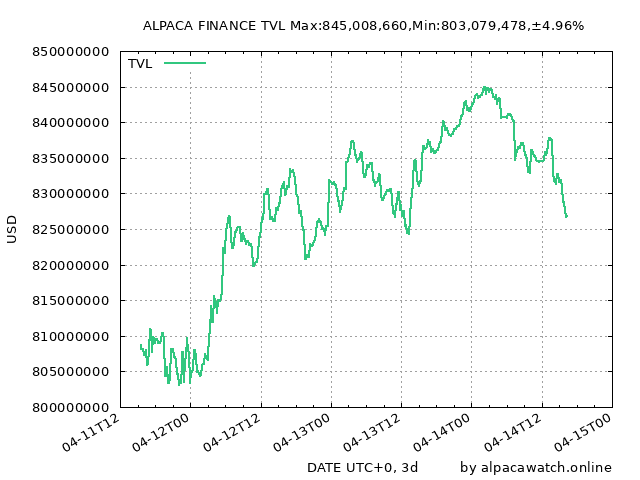 ALPACA FINANCE TVL Max:845,008,660,Min:803,079,478,±4.96%
TVL
850000000
845000000
840000000
835000000
830000000
825000000
820000000
815000000
810000000
805000000
800000000
USD
04-11T12
04-12T00
04-12T12
04-13T00
04-13T12
04-14T00
04-14T12
04-15T00
DATE UTC+0, 3d
by alpacawatch.online